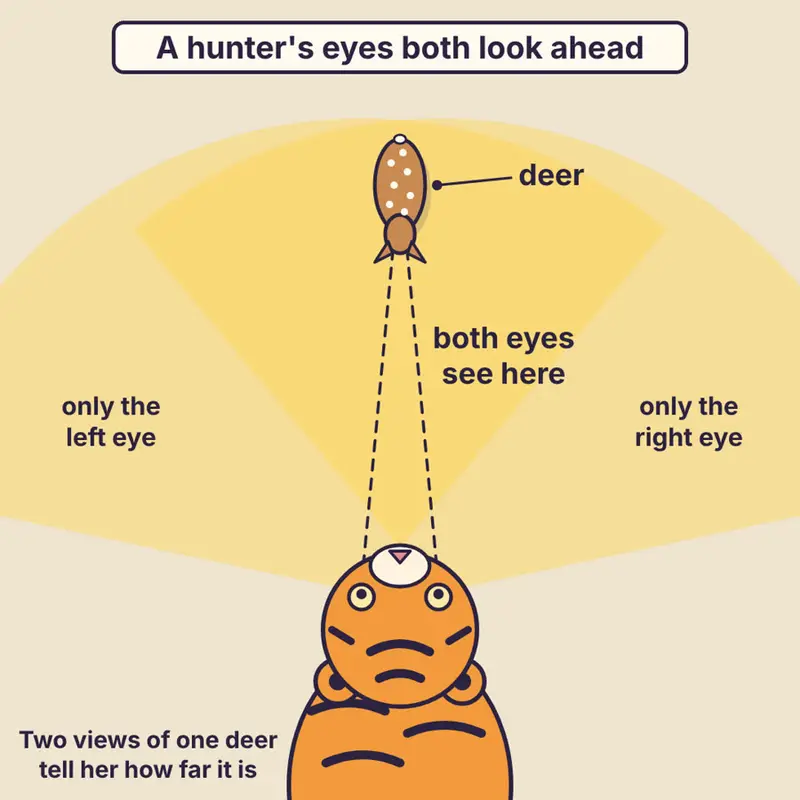 A hunter's eyes both look ahead
deer
both eyes
see here
only the
left eye
only the
right eye
Two views of one deer
tell her how far it is